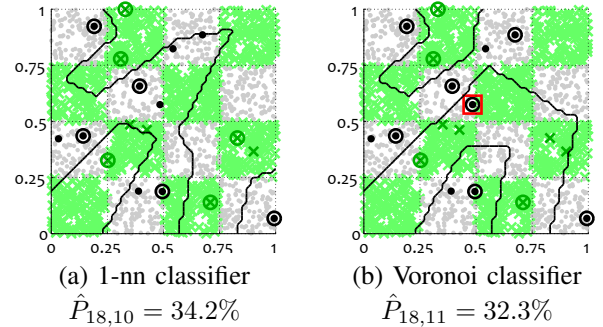 1
0.75
0.5
0.25
0
0 0.25 0.5 0.75 1
(a) 1-nn classifier
P̂18,10 = 34.2%
1
0.75
0.5
0.25
0
0 0.25 0.5 0.75 1
(b) Voronoi classifier
P̂18,11 = 32.3%